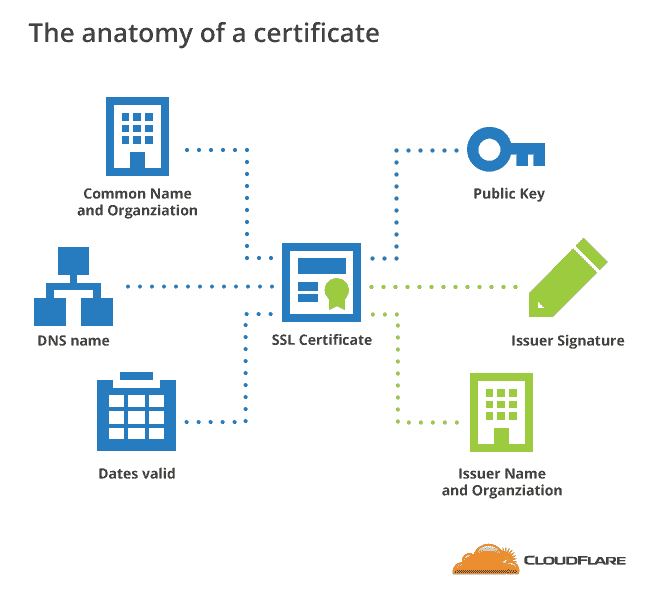 The anatomy of a certificate
Common Name
and Organziation
Public Key
DNS name
SSL Certificate
Issuer Signature
Dates valid
Issuer Name
and Organziation
CLOUDFLARE